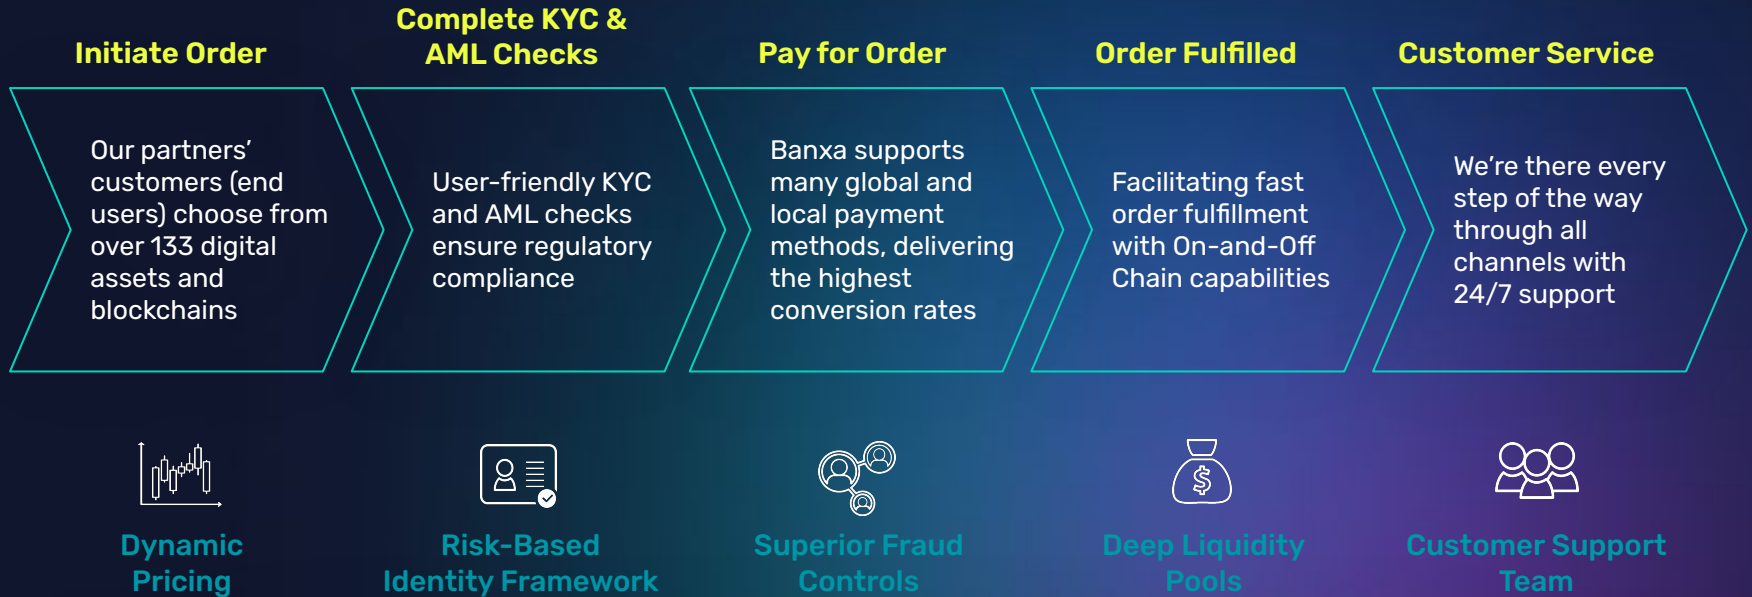 Initiate Order
Complete KYC &
AML Checks
Pay for Order
Order Fulfilled
Customer Service
Our partners’
customers (end
users) choose from
over 133 digital
assets and
blockchains
User-friendly KYC
and AML checks
ensure regulatory
compliance
Banxa supports
many global and
local payment
methods, delivering
the highest
conversion rates
Facilitating fast
order fulfillment
with On-and-Off
Chain capabilities
We’re there every
step of the way
through all
channels with
24/7 support
$
Dynamic
Pricing
Risk-Based
Identity Framework
Superior Fraud
Controls
Deep Liquidity
Pools
Customer Support
Team